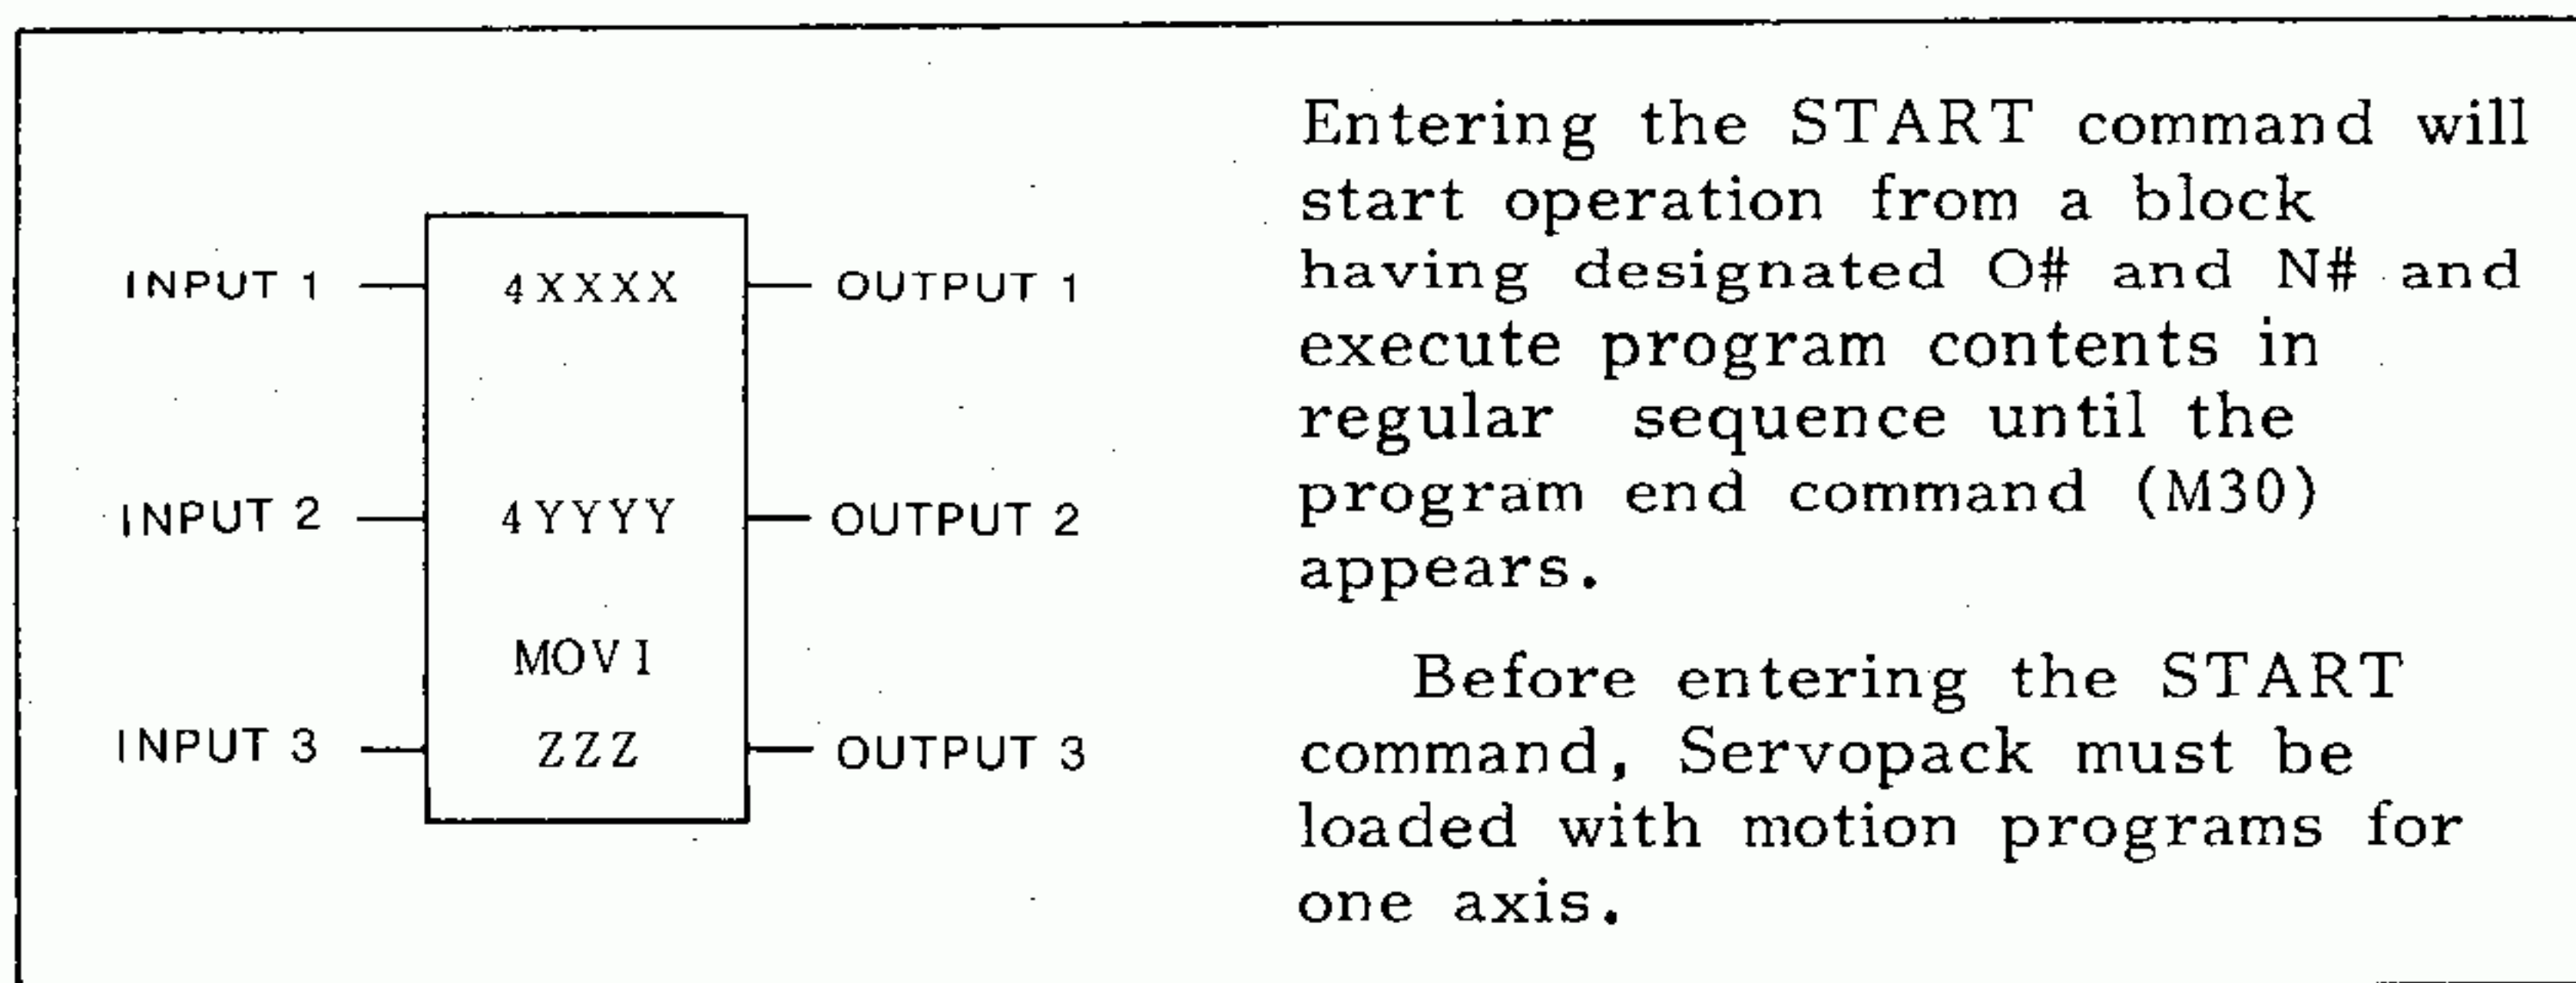 INPUT 1 4XXXX OUTPUT 1
INPUT 2 4YYYY OUTPUT 2
MOVI
INPUT 3 ZZZ OUTPUT 3
Entering the START command will
start operation from a block
having designated O# and N# and
execute program contents in
regular sequence until the
program end command (M30)
appears.
Before entering the START
command, Servopack must be
loaded with motion programs for
one axis.